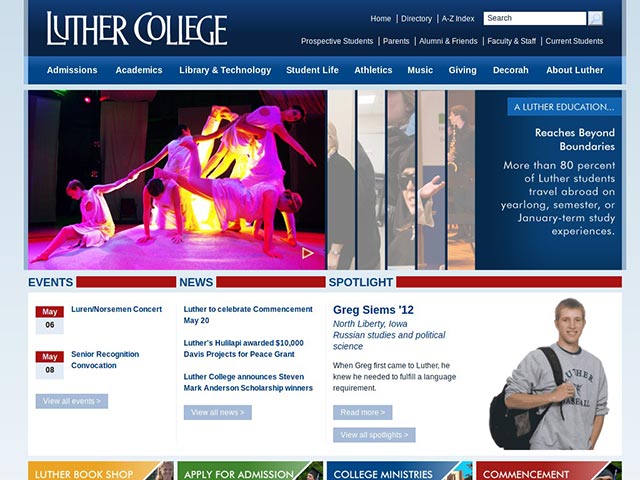 LUTHER COLLEGE
Home | Directory | A-Z Index
Search
Prospective Students | Parents | Alumni & Friends | Faculty & Staff | Current Students
Admissions Academics Library & Technology Student Life Athletics Music Giving Decorah About Luther
A LUTHER EDUCATION...
Reaches Beyond
Boundaries
More than 80 percent
of Luther students
travel abroad on
yearlong, semester, or
January-term study
experiences.
EVENTS
May
06
Luren/Norsemen Concert
May
08
Senior Recognition
Convocation
View all events >
NEWS
Luther to celebrate Commencement
May 20
Luther's Hulilapi awarded $10,000
Davis Projects for Peace Grant
Luther College announces Steven
Mark Anderson Scholarship winners
View all news >
SPOTLIGHT
Greg Siems '12
North Liberty, Iowa
Russian studies and political
science
When Greg first came to Luther, he
knew he needed to fulfill a language
requirement.
Read more >
View all spotlights >
LUTHER
BASEBALL
LUTHER BOOK SHOP
APPLY FOR ADMISSION
COLLEGE MINISTRIES
COMMENCEMENT